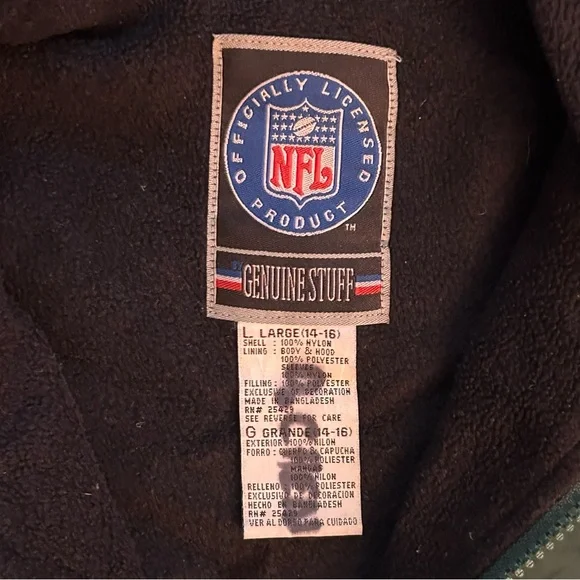 OFFICIALLY LICENSED
NFL
PRODUCT
TM
GENUINE STUFF
L LARGE(14-16)
SHELL : 100% NYLON
LINING : BODY & HOOD
100% POLYESTER
SLEEVES
100% NYLON
FILLING: 100% POLYESTER
EXCLUSIVE OF DECORATION
MADE IN BANGLADESH
RN# 25429
SEE REVERSE FOR CARE
G GRANDE(14-16)
EXTERIOR:100%NILON
FORRO : CUERPO & CAPUCHA
100%POLIESTER
MANGAS
100%NILON
RELLENO: 100%POLIESTER
EXCLUSIVO DE DECORACION
HECHO EN BANGLADESH
RN# 25429
VER AL DORSO PARA CUIDADO